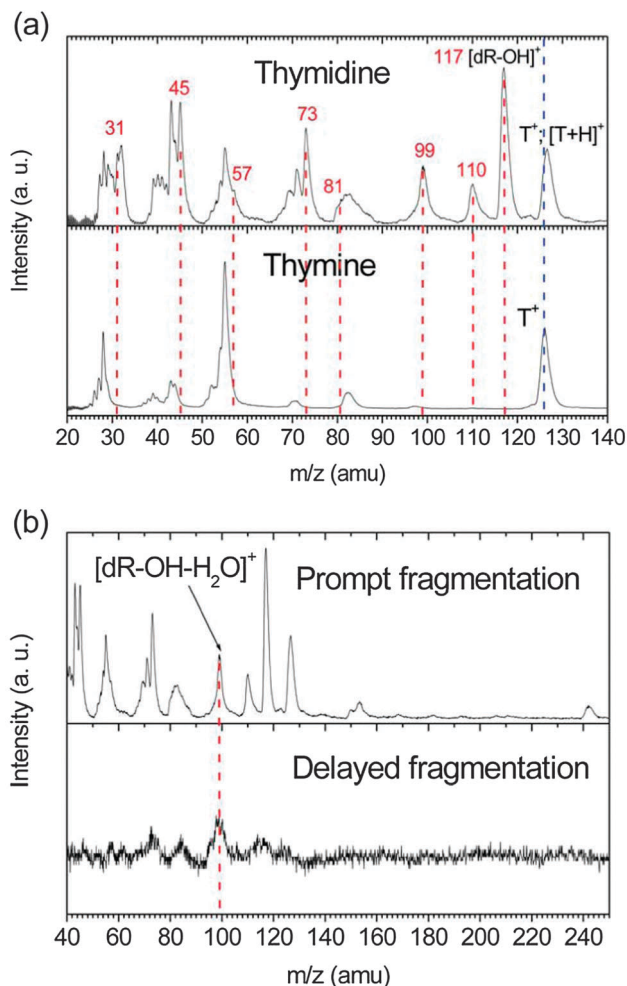 (a)
Thymidine
31
45
57
73
81
99
110
117 [dR-OH]+
T+, [T+H]+
Thymine
T+
Intensity (a. u.)
20 30 40 50 60 70 80 90 100 110 120 130 140
m/z (amu)
(b)
[dR-OH-H₂O]+
Prompt fragmentation
Delayed fragmentation
Intensity (a. u.)
40 60 80 100 120 140 160 180 200 220 240
m/z (amu)